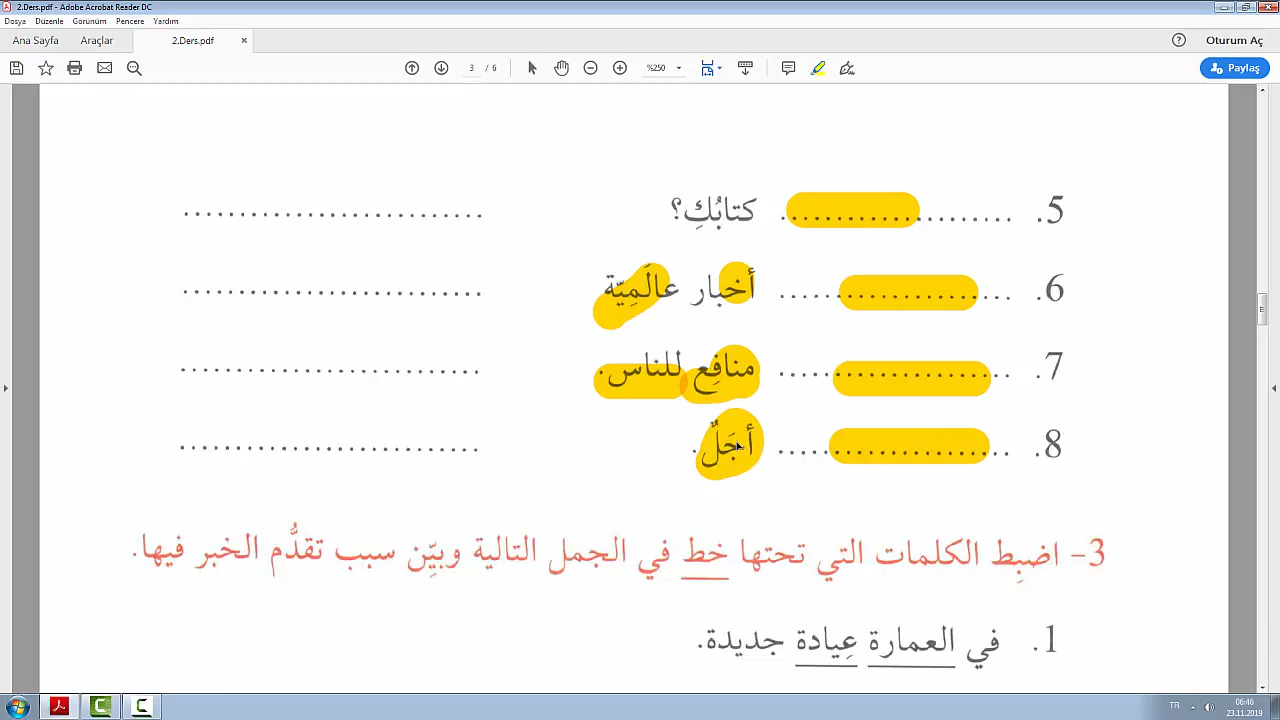 2.Ders.pdf - Adobe Acrobat Reader DC
Dosya Düzenle Görünüm Pencere Yardım
Ana Sayfa Araçlar 2.Ders.pdf × Oturum Aç
3 / 6 %250 Paylaş
5. ..................... كتابُكِ؟ ...........................
6. ..................... أخبار عالَمِيّة ...........................
7. ..................... منافِع للناس. ...........................
8. ..................... أجَلٌ. ...........................
3- اضبِط الكلمات التي تحتها خط في الجمل التالية وبيِّن سبب تقدُّم الخبر فيها.
1. في العمارة عِيادة جديدة.
TR 06:46
23.11.2019